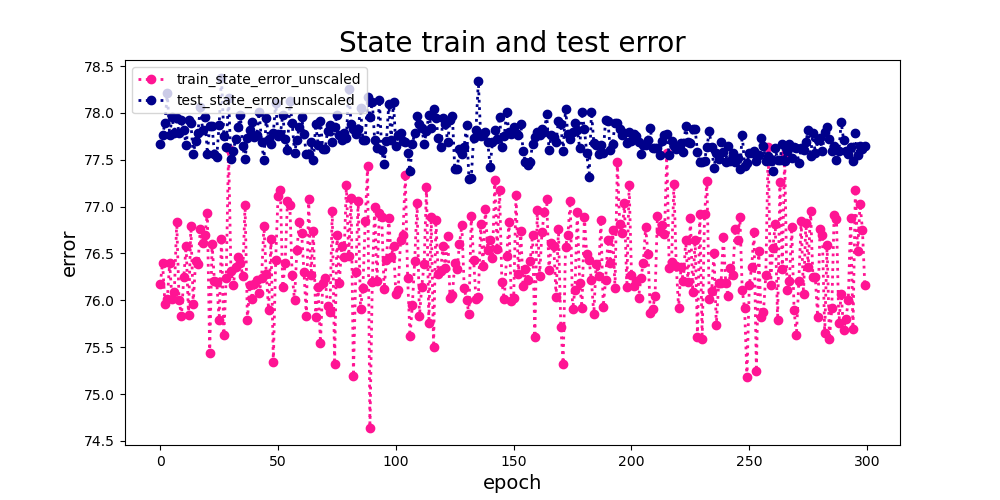 State train and test error
train_state_error_unscaled
test_state_error_unscaled
error
78.5
78.0
77.5
77.0
76.5
76.0
75.5
75.0
74.5
0 50 100 150 200 250 300
epoch